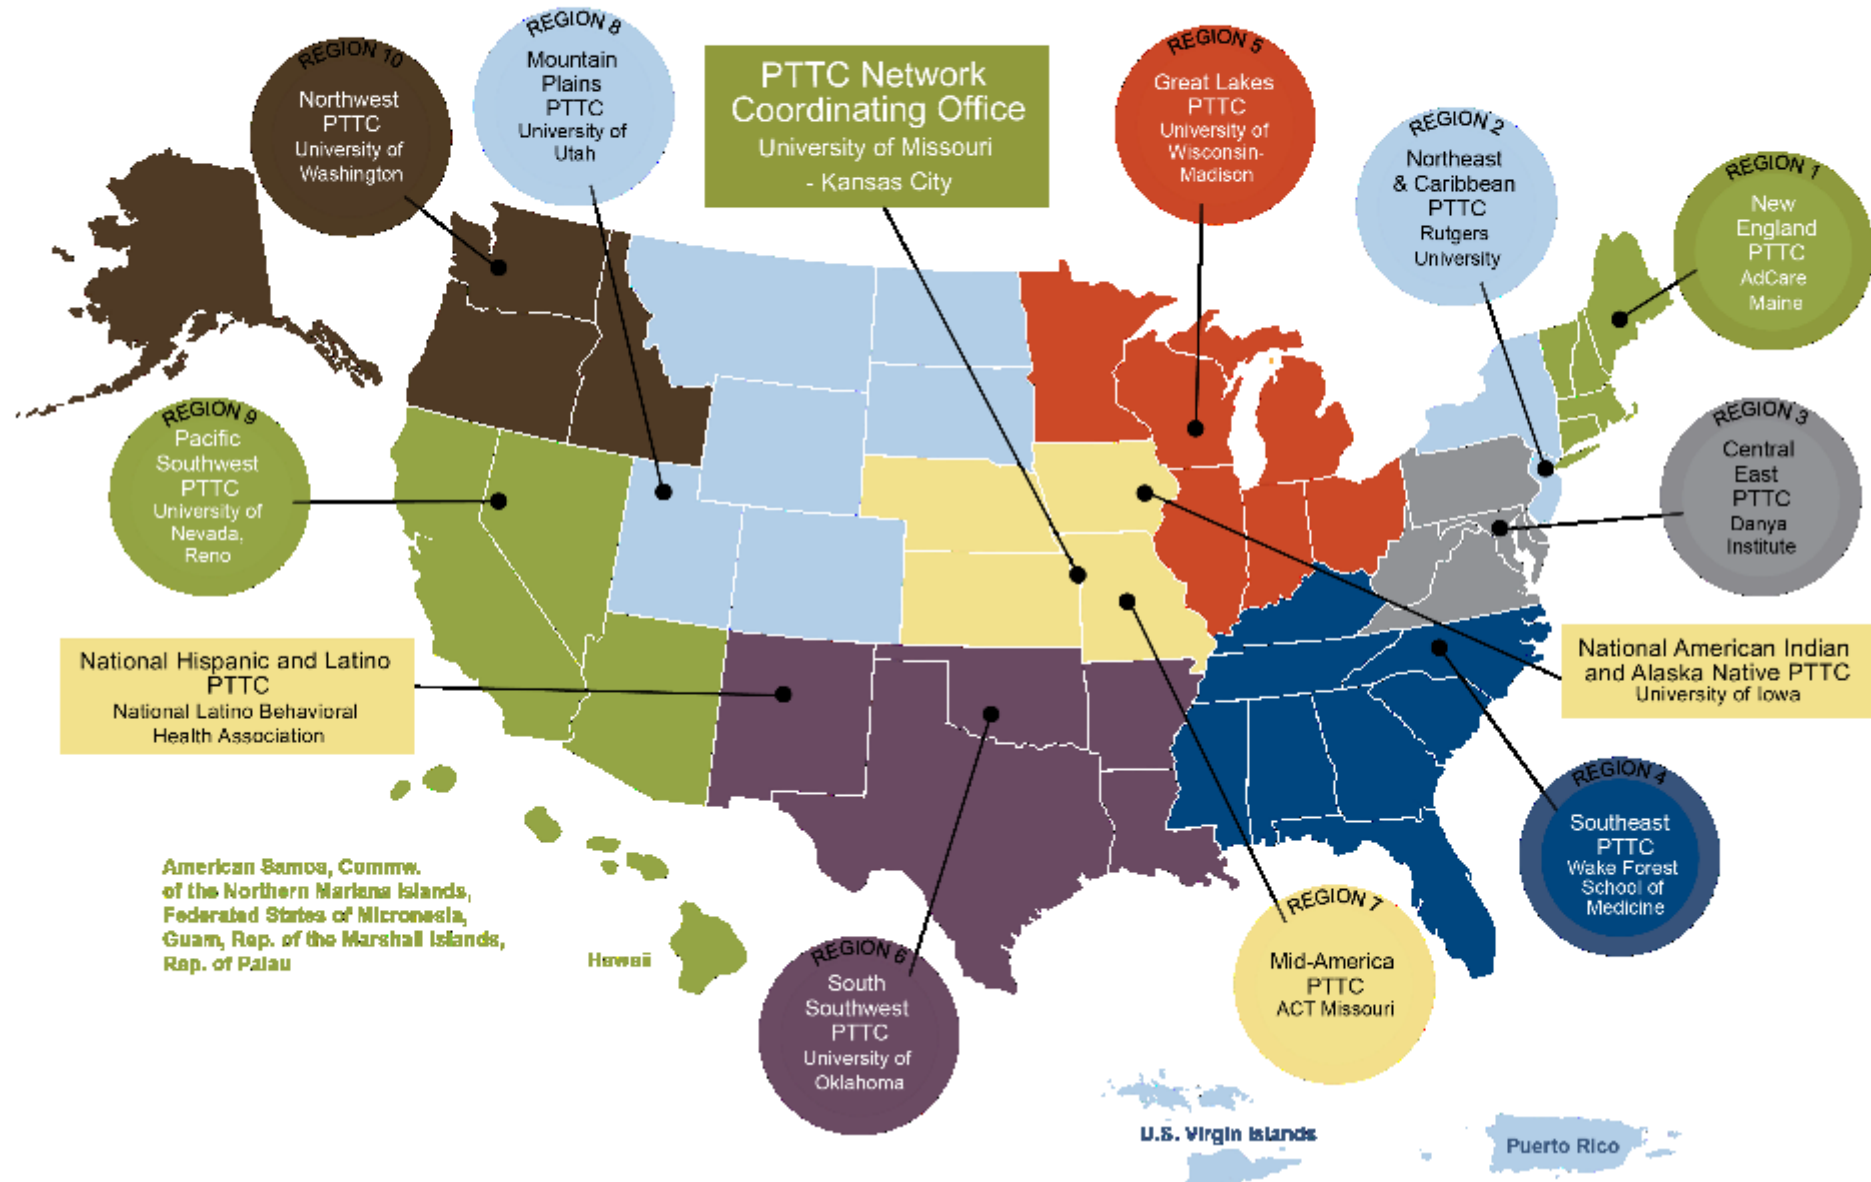 REGION 10
Northwest
PTTC
University of
Washington
REGION 8
Mountain
Plains
PTTC
University of
Utah
PTTC Network
Coordinating Office
University of Missouri
- Kansas City
REGION 5
Great Lakes
PTTC
University of
Wisconsin-
Madison
REGION 2
Northeast
& Caribbean
PTTC
Rutgers
University
REGION 1
New
England
PTTC
AdCare
Maine
REGION 9
Pacific
Southwest
PTTC
University of
Nevada,
Reno
REGION 3
Central
East
PTTC
Danya
Institute
National Hispanic and Latino
PTTC
National Latino Behavioral
Health Association
National American Indian
and Alaska Native PTTC
University of Iowa
REGION 4
Southeast
PTTC
Wake Forest
School of
Medicine
American Samoa, Commw.
of the Northern Mariana Islands,
Federated States of Micronesia,
Guam, Rep. of the Marshall Islands,
Rep. of Palau
Hawaii
REGION 6
South
Southwest
PTTC
University of
Oklahoma
REGION 7
Mid-America
PTTC
ACT Missouri
U.S. Virgin Islands
Puerto Rico